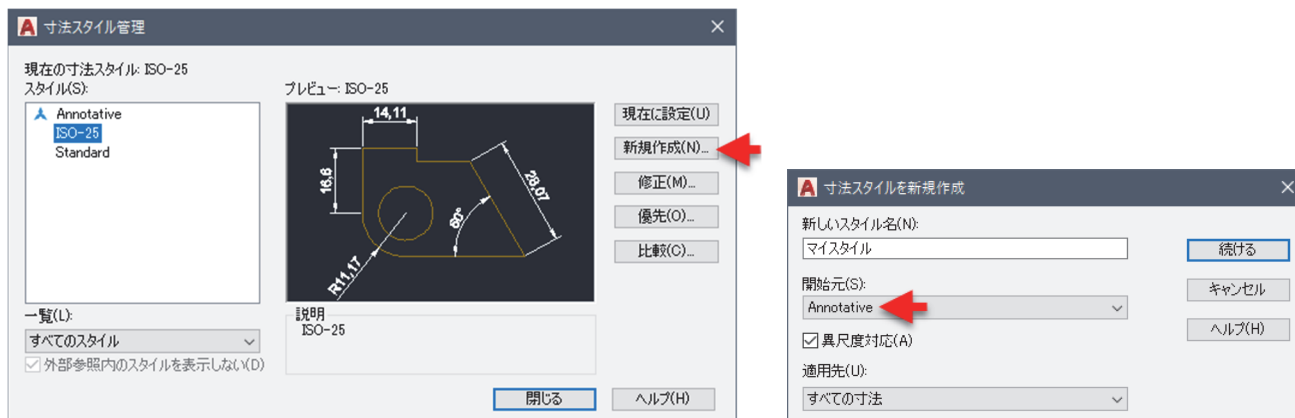 寸法スタイル管理
現在の寸法スタイル: ISO-25
スタイル(S):
Annotative
ISO-25
Standard
プレビュー: ISO-25
14,11
16,6
28,07
60°
R11,17
現在に設定(U)
新規作成(N)...
修正(M)...
優先(O)...
比較(C)...
一覧(L):
すべてのスタイル
外部参照内のスタイルを表示しない(D)
説明
ISO-25
閉じる
ヘルプ(H)
寸法スタイルを新規作成
新しいスタイル名(N):
マイスタイル
開始元(S):
Annotative
異尺度対応(A)
適用先(U):
すべての寸法
続ける
キャンセル
ヘルプ(H)